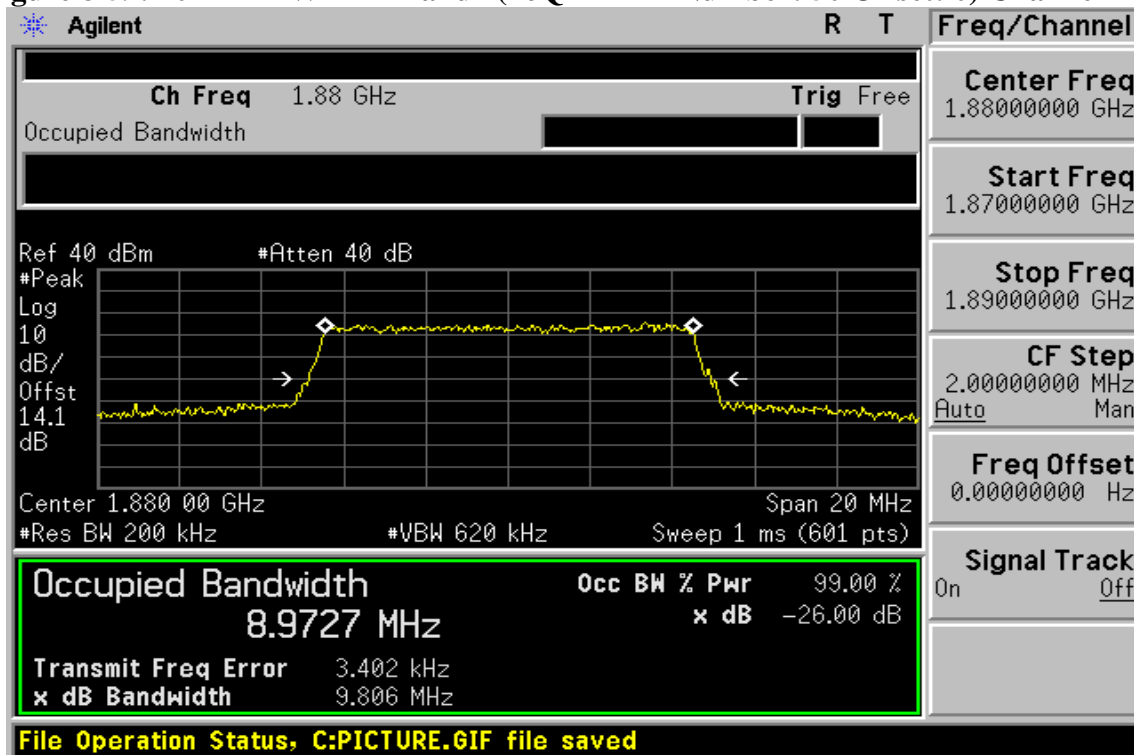 Agilent R T
Freq/Channel
Ch Freq 1.88 GHz Trig Free
Occupied Bandwidth
Center Freq
1.88000000 GHz
Start Freq
1.87000000 GHz
Stop Freq
1.89000000 GHz
CF Step
2.00000000 MHz
Auto Man
Freq Offset
0.00000000 Hz
Signal Track
On Off
Ref 40 dBm #Atten 40 dB
#Peak
Log
10
dB/
Offst
14.1
dB
Center 1.880 00 GHz Span 20 MHz
#Res BW 200 kHz #VBW 620 kHz Sweep 1 ms (601 pts)
Occupied Bandwidth
8.9727 MHz
Occ BW % Pwr 99.00 %
x dB -26.00 dB
Transmit Freq Error 3.402 kHz
x dB Bandwidth 9.806 MHz
File Operation Status, C:PICTURE.GIF file saved